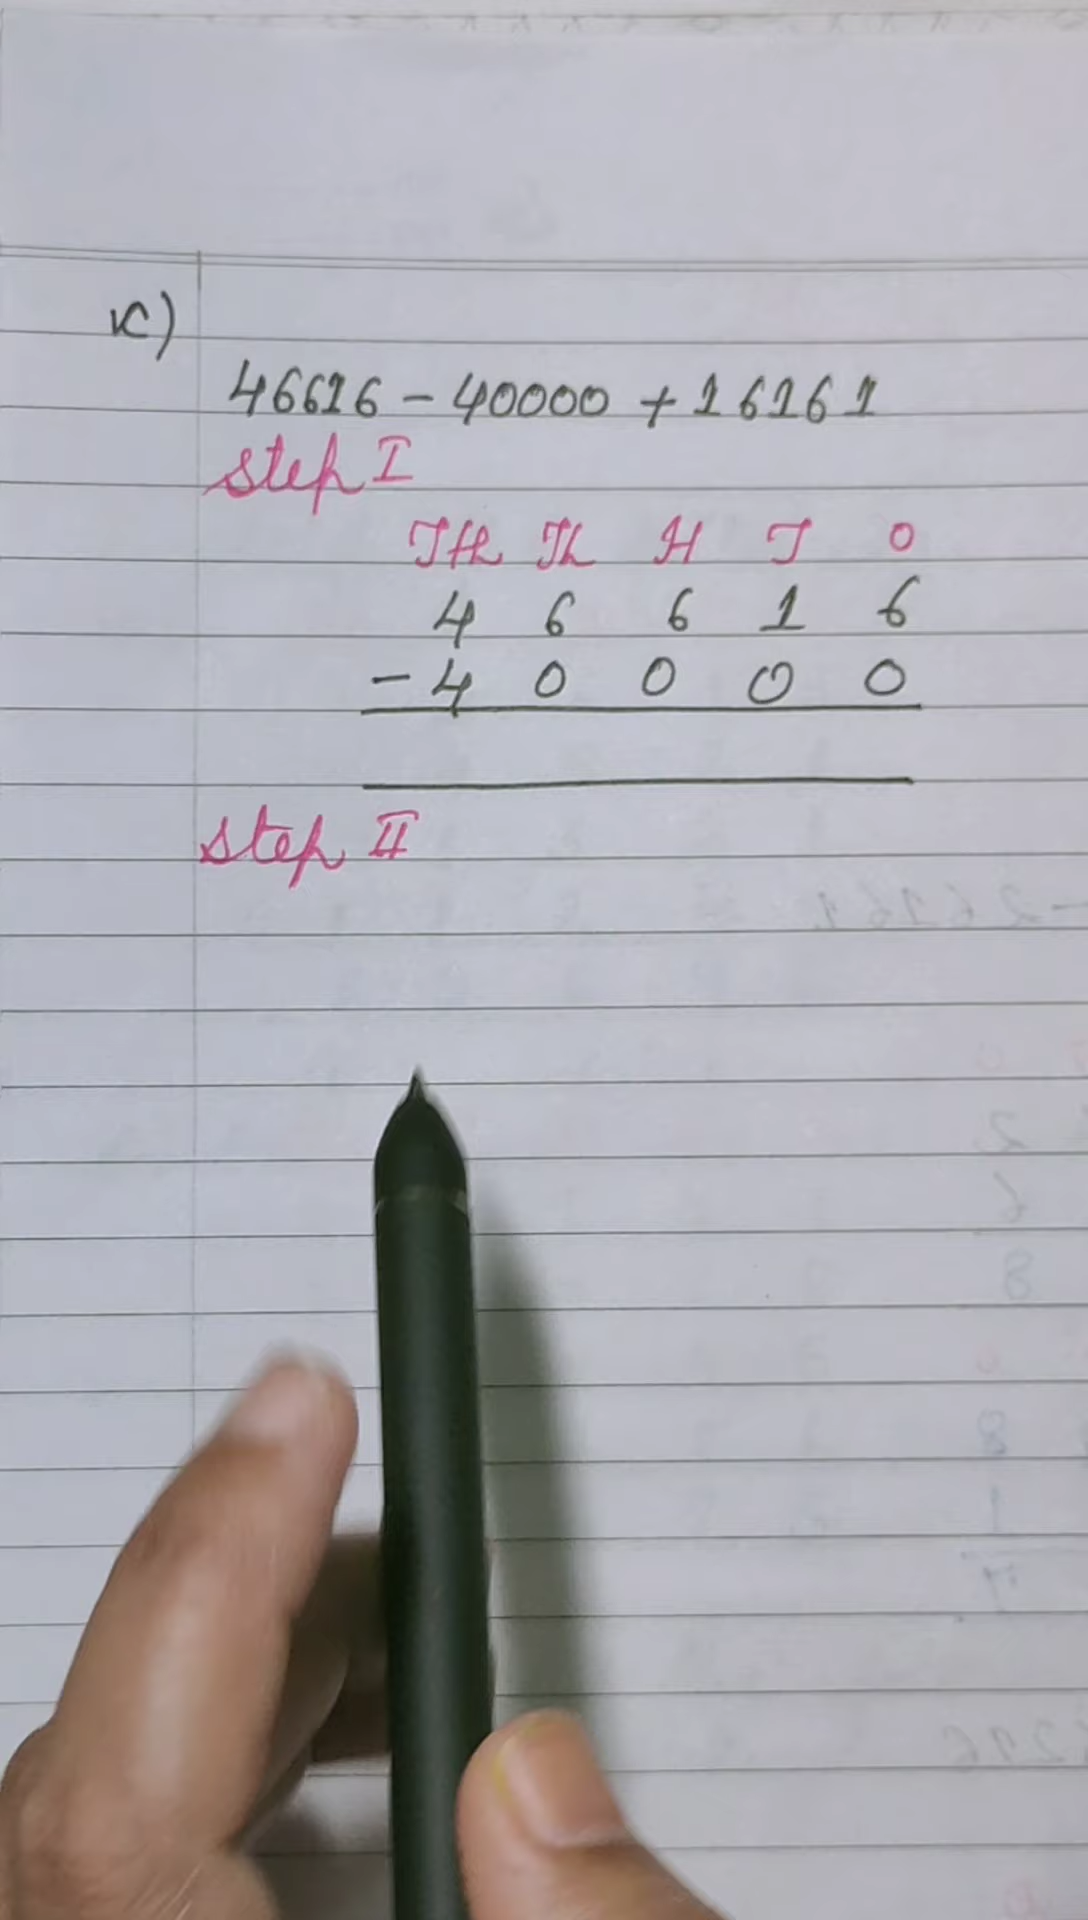 K)
46616 - 40000 + 16161
Step I
Tth Th H T O
4 6 6 1 6
- 4 0 0 0 0
Step II